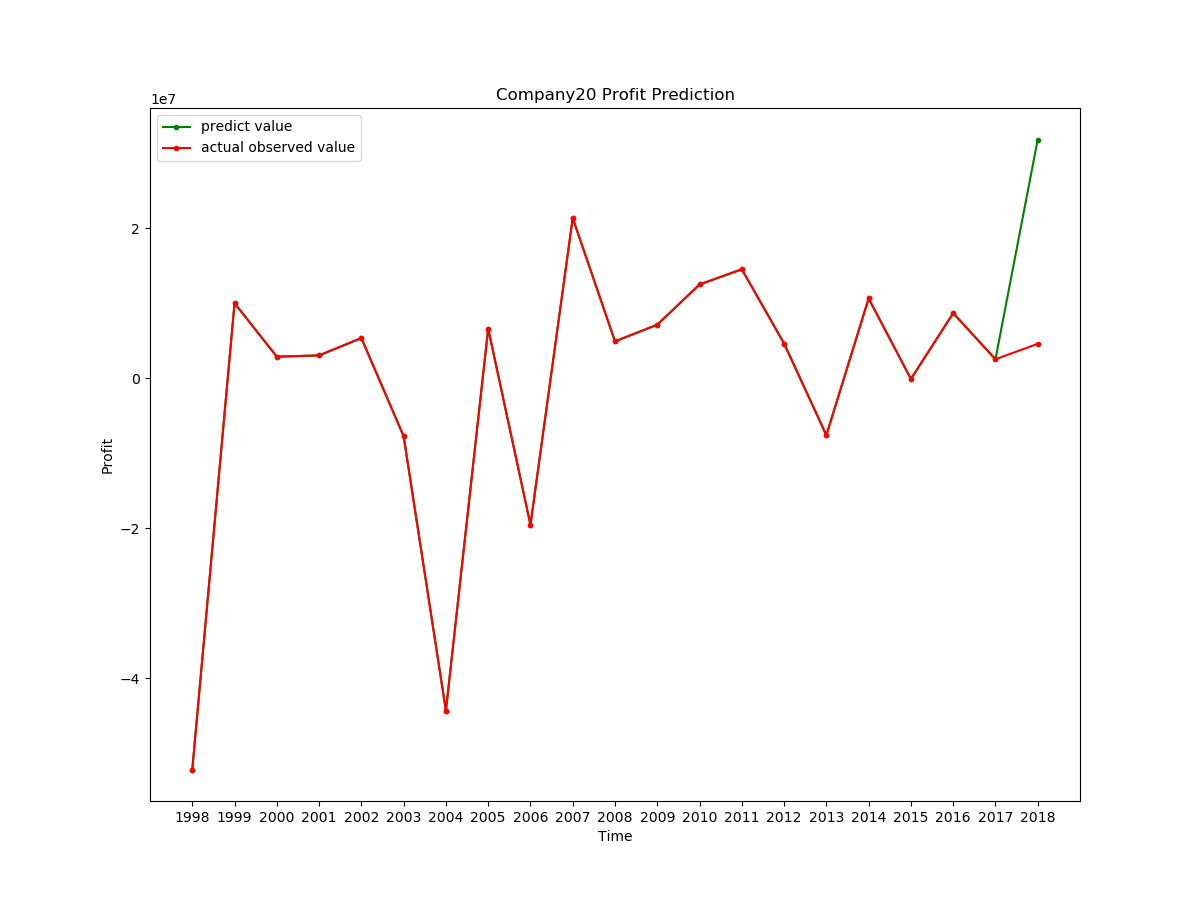 Company20 Profit Prediction
1e7
predict value
actual observed value
2
0
−2
−4
Profit
1998 1999 2000 2001 2002 2003 2004 2005 2006 2007 2008 2009 2010 2011 2012 2013 2014 2015 2016 2017 2018
Time